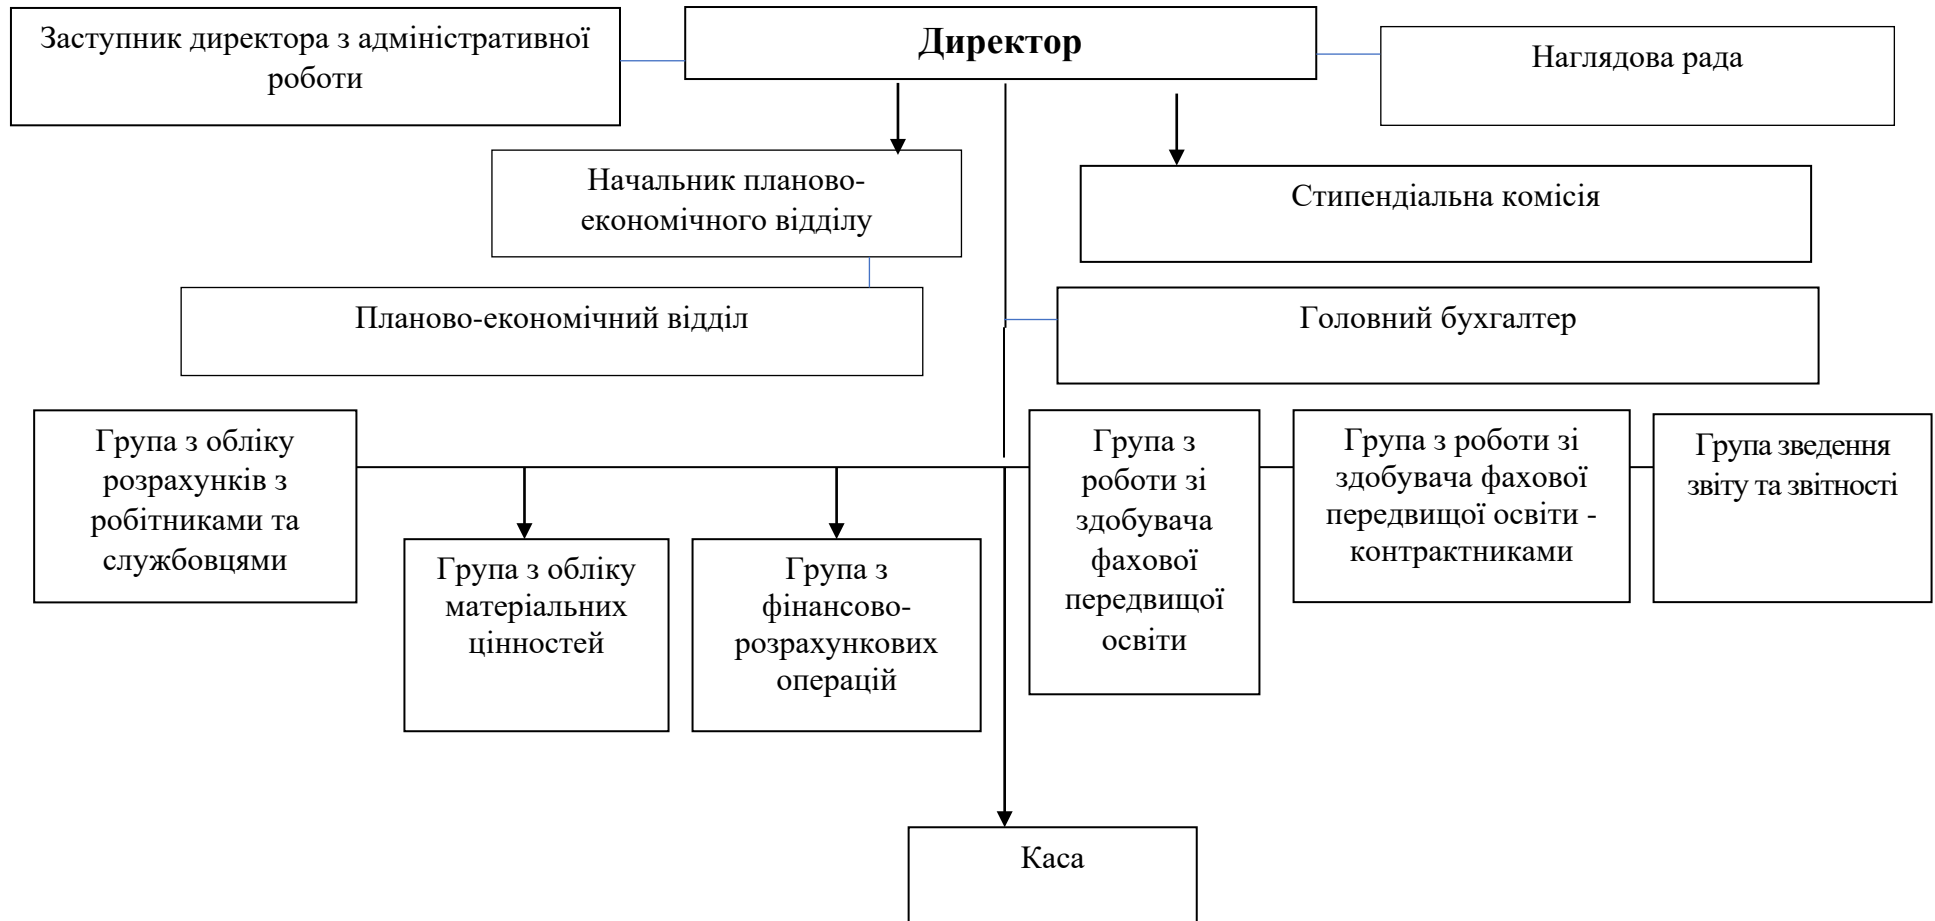 Заступник директора з адміністративної
роботи
Директор
Наглядова рада
Начальник планово-
економічного відділу
Стипендіальна комісія
Планово-економічний відділ
Головний бухгалтер
Група з обліку
розрахунків з
робітниками та
службовцями
Група з обліку
матеріальних
цінностей
Група з
фінансово-
розрахункових
операцій
Група з
роботи зі
здобувача
фахової
передвищої
освіти
Група з роботи зі
здобувача фахової
передвищої освіти -
контрактниками
Група зведення
звіту та звітності
Каса